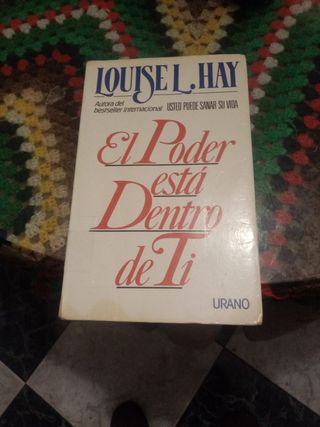 LOUISE L. HAY
Autora del
bestseller internacional
USTED PUEDE SANAR SU VIDA
El Poder
está
Dentro
de Ti
URANO